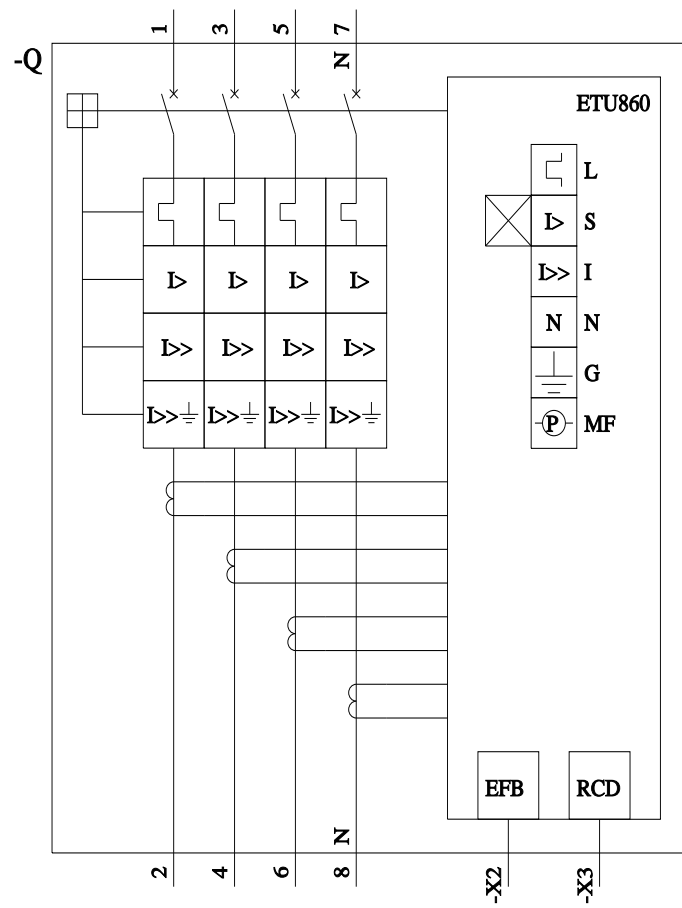 1 3 5 7
-Q
N
ETU860
L
I> S
I> I> I> I>
I>> I
N N
I>> I>> I>> I>>
G
I>> I>> I>> I>>
P MF
EFB RCD
N
2 4 6 8
-X2 -X3